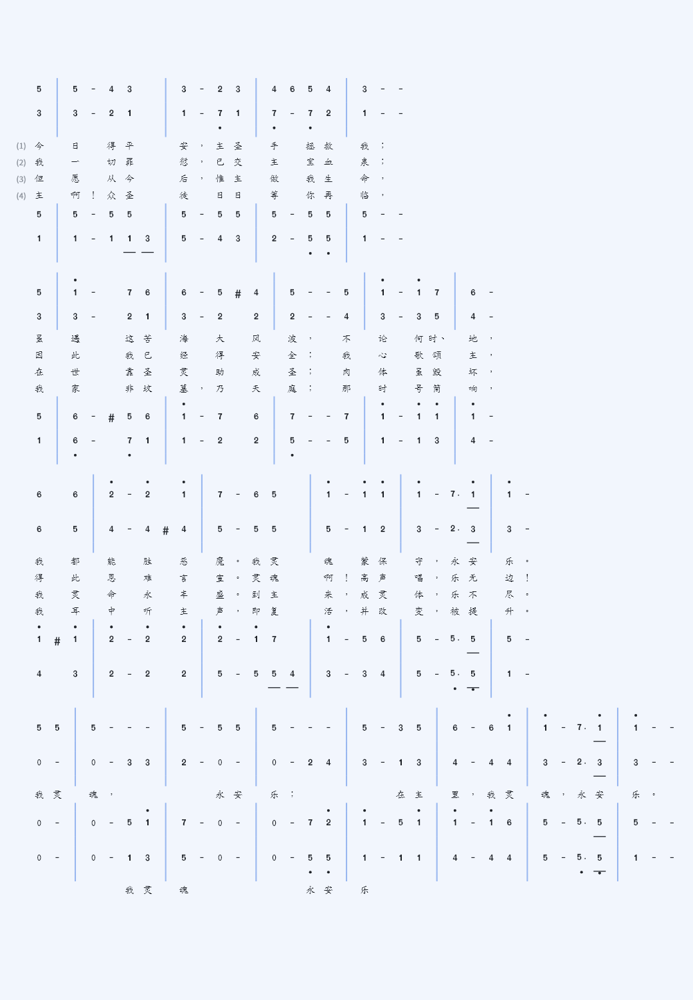 5 | 5 - 4 3 | 3 - 2 3 | 4 6 5 4 | 3 - -
3 | 3 - 2 1 | 1 - 7 1 | 7 - 7 2 | 1 - -
(1) 今日得平安，主圣手拯救我；
(2) 我一切罪愆，已交主宝血泉；
(3) 但愿从今后，惟主做我生命，
(4) 主啊！众圣徒日日等你再临，
5 | 5 - 5 5 | 5 - 5 5 | 5 - 5 5 | 5 - -
1 | 1 - 1 1 3 | 5 - 4 3 | 2 - 5 5 | 1 - -
5 | 1 - 7 6 | 6 - 5 # 4 | 5 - - 5 | 1 - 1 7 | 6 -
3 | 3 - 2 1 | 3 - 2 2 | 2 - - 4 | 3 - 3 5 | 4 -
虽遇这苦海大风波，不论何时、地，
因此我已经得安全；我心歌颂主，
在世靠圣灵助成圣；肉体虽毁坏，
我家非坟墓，乃天庭；那时号筒响，
5 | 6 - # 5 6 | 1 - 7 6 | 7 - - 7 | 1 - 1 1 | 1 -
1 | 6 - 7 1 | 1 - 2 2 | 5 - - 5 | 1 - 1 3 | 4 -
6 6 | 2 - 2 1 | 7 - 6 5 | 1 - 1 1 | 1 - 7. 1 | 1 -
6 5 | 4 - 4 # 4 | 5 - 5 5 | 5 - 1 2 | 3 - 2. 3 | 3 -
我都能胜恶魔。我灵魂蒙保守，永安乐。
得此恩难言宣。灵魂啊！高声唱，乐无边！
我灵命永丰盛。到主来，成灵体，乐不尽。
我耳中听主声，即复活，并改变，被提升。
1 # 1 | 2 - 2 2 | 2 - 1 7 | 1 - 5 6 | 5 - 5. 5 | 5 -
4 3 | 2 - 2 2 | 5 - 5 5 4 | 3 - 3 4 | 5 - 5. 5 | 1 -
5 5 | 5 - - - | 5 - 5 5 | 5 - - - | 5 - 3 5 | 6 - 6 1 | 1 - 7. 1 | 1 - -
0 - | 0 - 3 3 | 2 - 0 - | 0 - 2 4 | 3 - 1 3 | 4 - 4 4 | 3 - 2. 3 | 3 - -
我灵魂，永安乐；在主里，我灵魂，永安乐。
0 - | 0 - 5 1 | 7 - 0 - | 0 - 7 2 | 1 - 5 1 | 1 - 1 6 | 5 - 5. 5 | 5 - -
0 - | 0 - 1 3 | 5 - 0 - | 0 - 5 5 | 1 - 1 1 | 4 - 4 4 | 5 - 5. 5 | 1 - -
我灵魂 永安乐